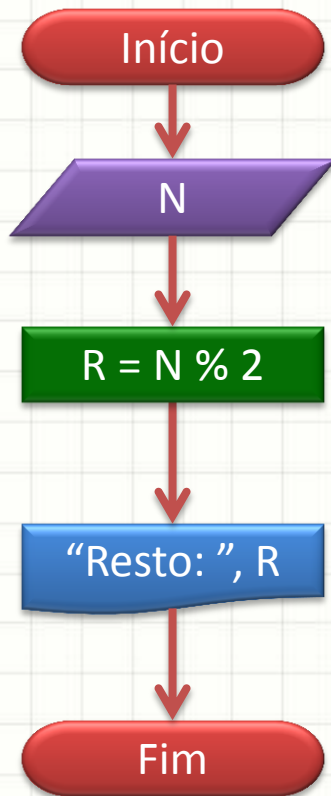 Início
N
R = N % 2
“Resto: ”, R
Fim